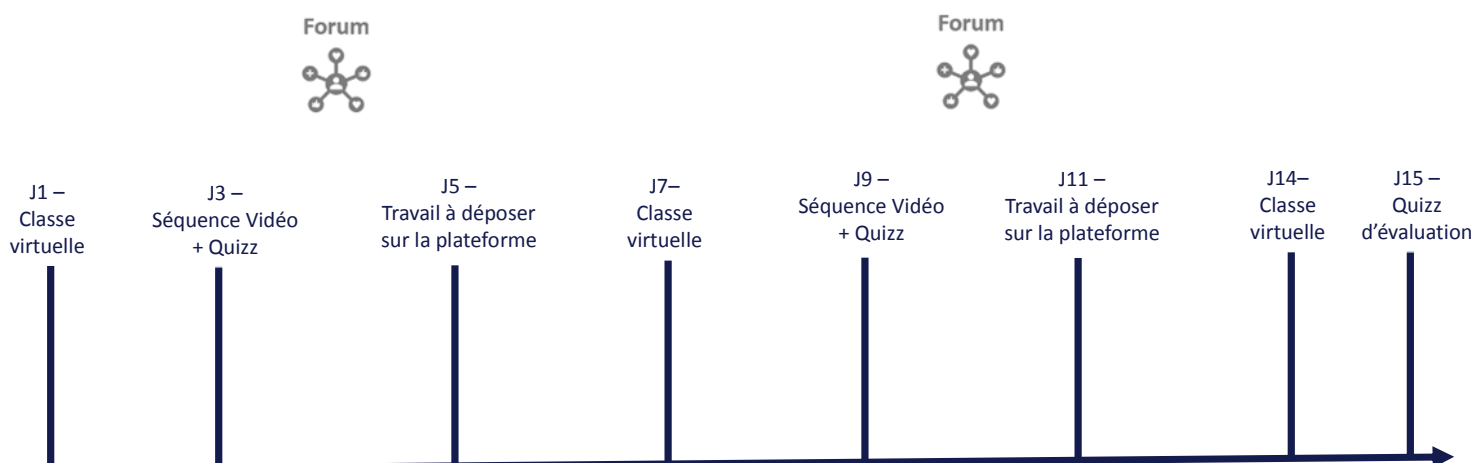 Forum
Forum
J1 –
Classe
virtuelle
J3 –
Séquence Vidéo
+ Quizz
J5 –
Travail à déposer
sur la plateforme
J7–
Classe
virtuelle
J9 –
Séquence Vidéo
+ Quizz
J11 –
Travail à déposer
sur la plateforme
J14–
Classe
virtuelle
J15 –
Quizz
d’évaluation